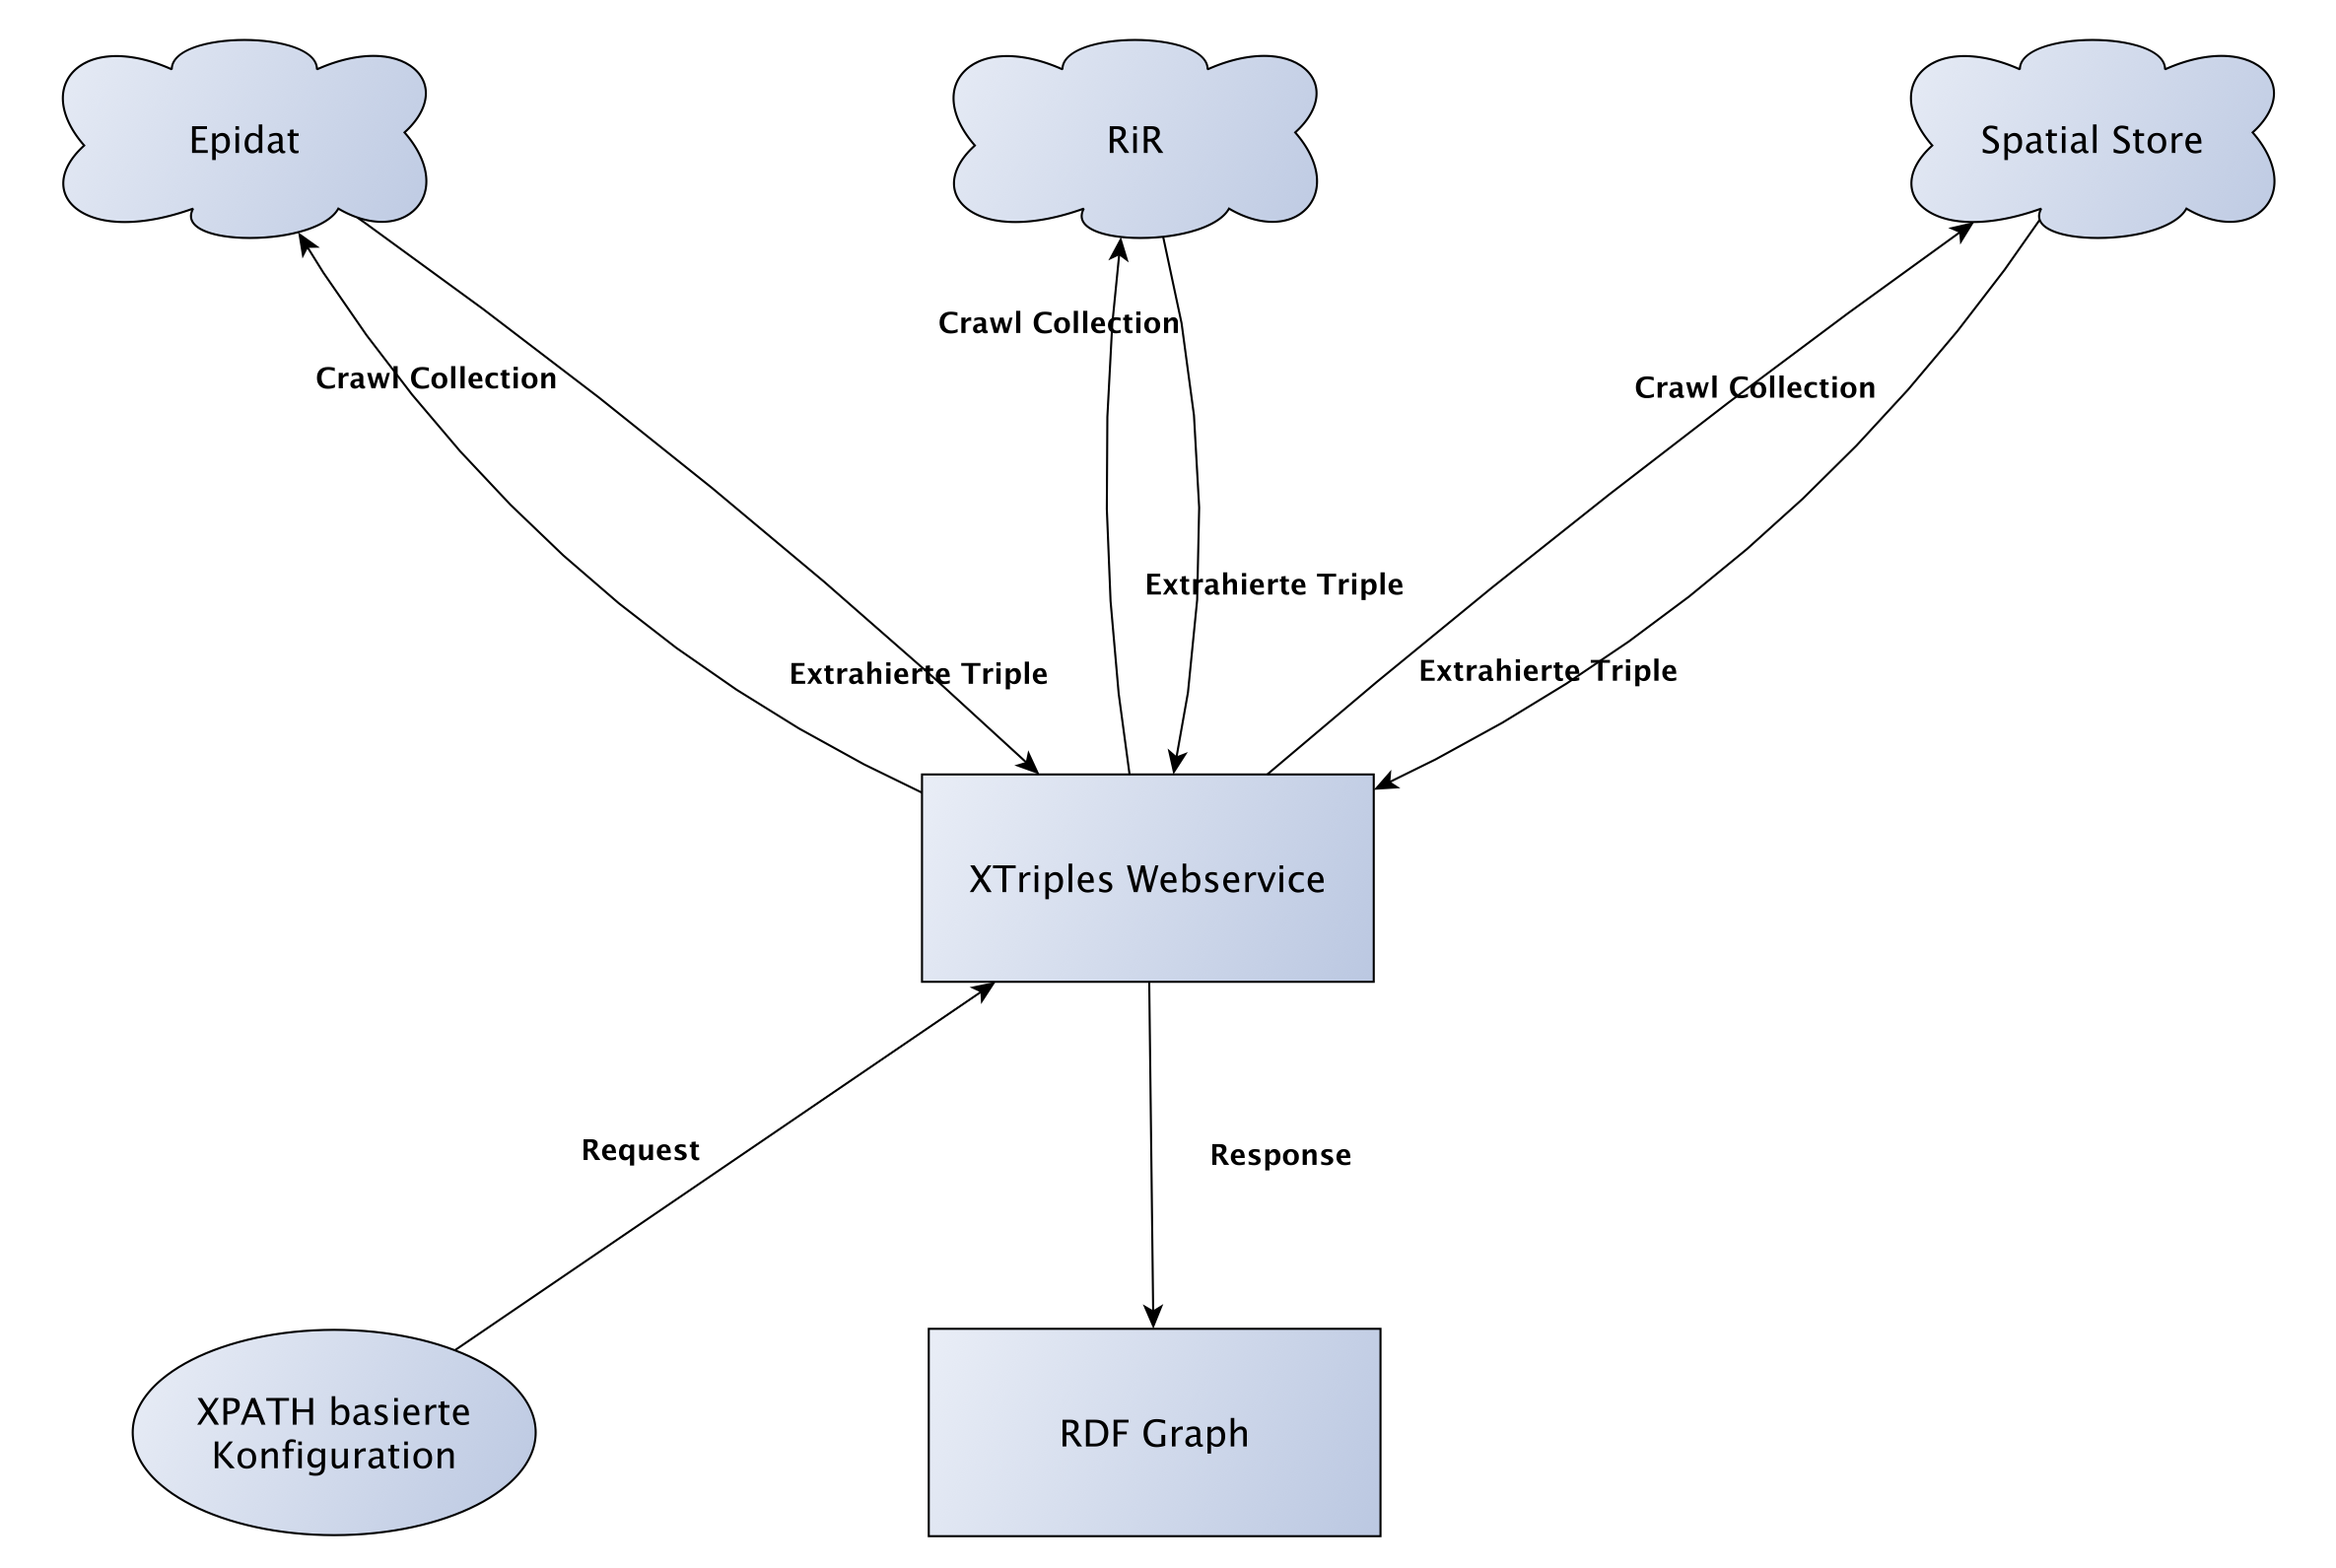 Epidat
RiR
Spatial Store
Crawl Collection
Crawl Collection
Crawl Collection
Extrahierte Triple
Extrahierte Triple
Extrahierte Triple
XTriples Webservice
Request
Response
XPATH basierte
Konfiguration
RDF Graph